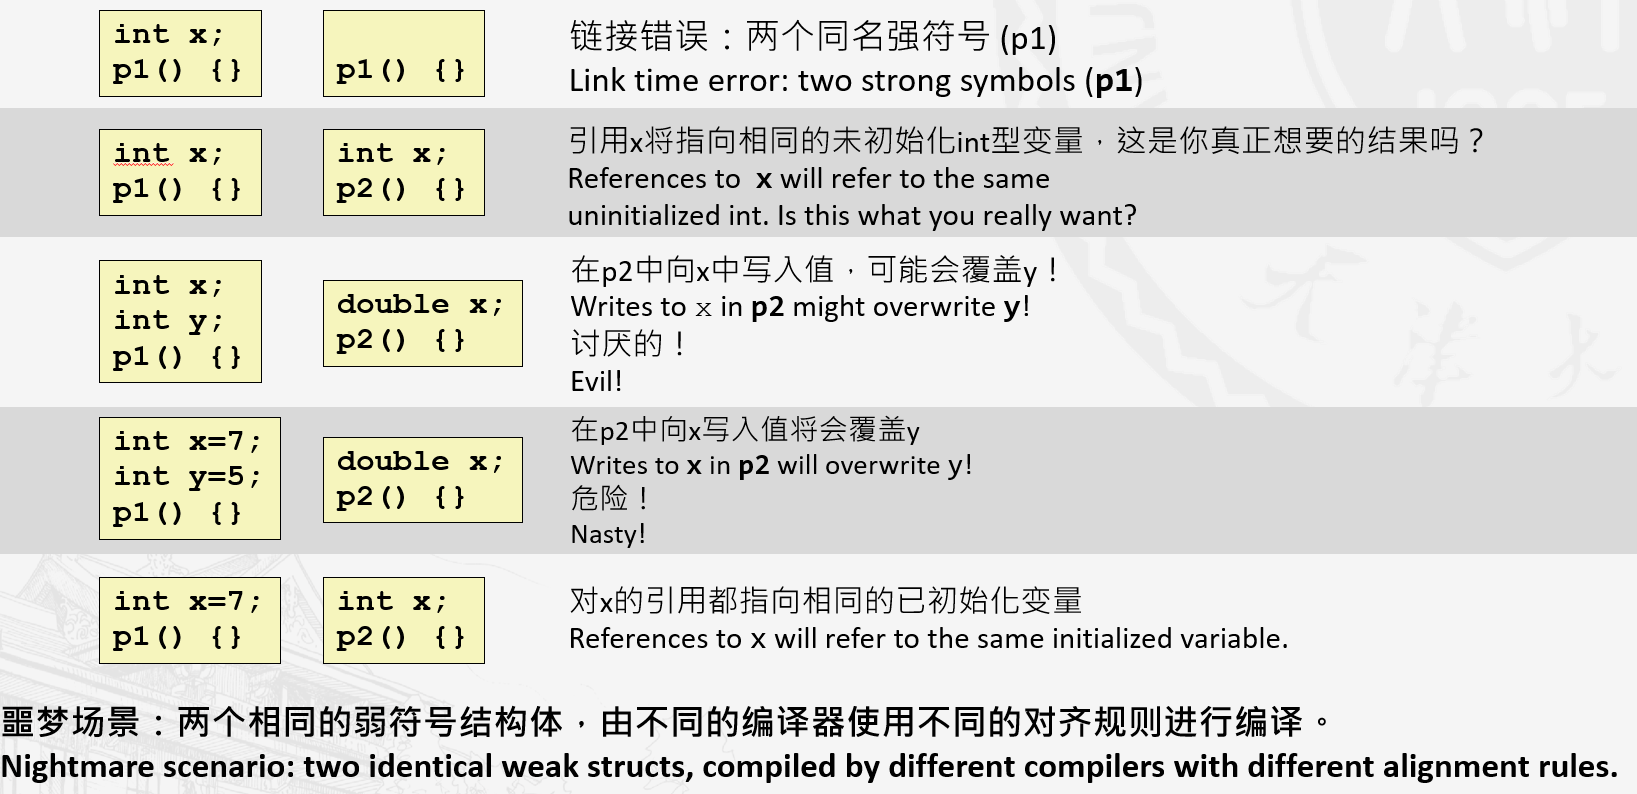 int x;
p1() {}
p1() {}
链接错误：两个同名强符号 (p1)
Link time error: two strong symbols (p1)
int x;
p1() {}
int x;
p2() {}
引用x将指向相同的未初始化int型变量，这是你真正想要的结果吗？
References to x will refer to the same
uninitialized int. Is this what you really want?
int x;
int y;
p1() {}
double x;
p2() {}
在p2中向x中写入值，可能会覆盖y！
Writes to x in p2 might overwrite y!
讨厌的！
Evil!
int x=7;
int y=5;
p1() {}
double x;
p2() {}
在p2中向x写入值将会覆盖y
Writes to x in p2 will overwrite y!
危险！
Nasty!
int x=7;
p1() {}
int x;
p2() {}
对x的引用都指向相同的已初始化变量
References to x will refer to the same initialized variable.
噩梦场景：两个相同的弱符号结构体，由不同的编译器使用不同的对齐规则进行编译。
Nightmare scenario: two identical weak structs, compiled by different compilers with different alignment rules.